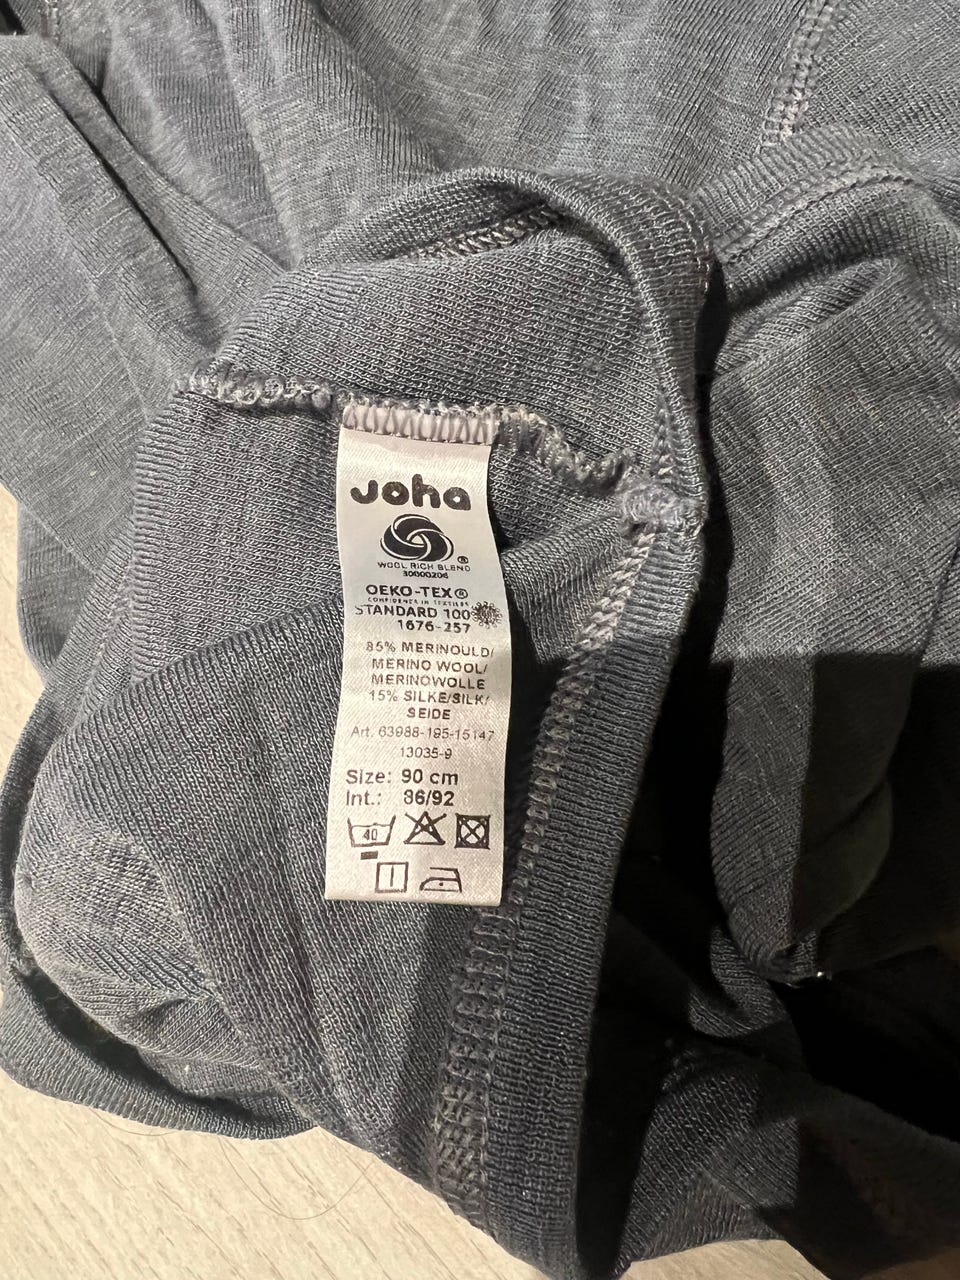 Joha
WOOL RICH BLEND ®
30000206
OEKO-TEX®
CONFIDENCE IN TEXTILES
STANDARD 100
1676-257
85% MERINOULD/
MERINO WOOL/
MERINOWOLLE
15% SILKE/SILK/
SEIDE
Art. 63988-195-15147
13035-9
Size: 90 cm
Int.: 86/92
40